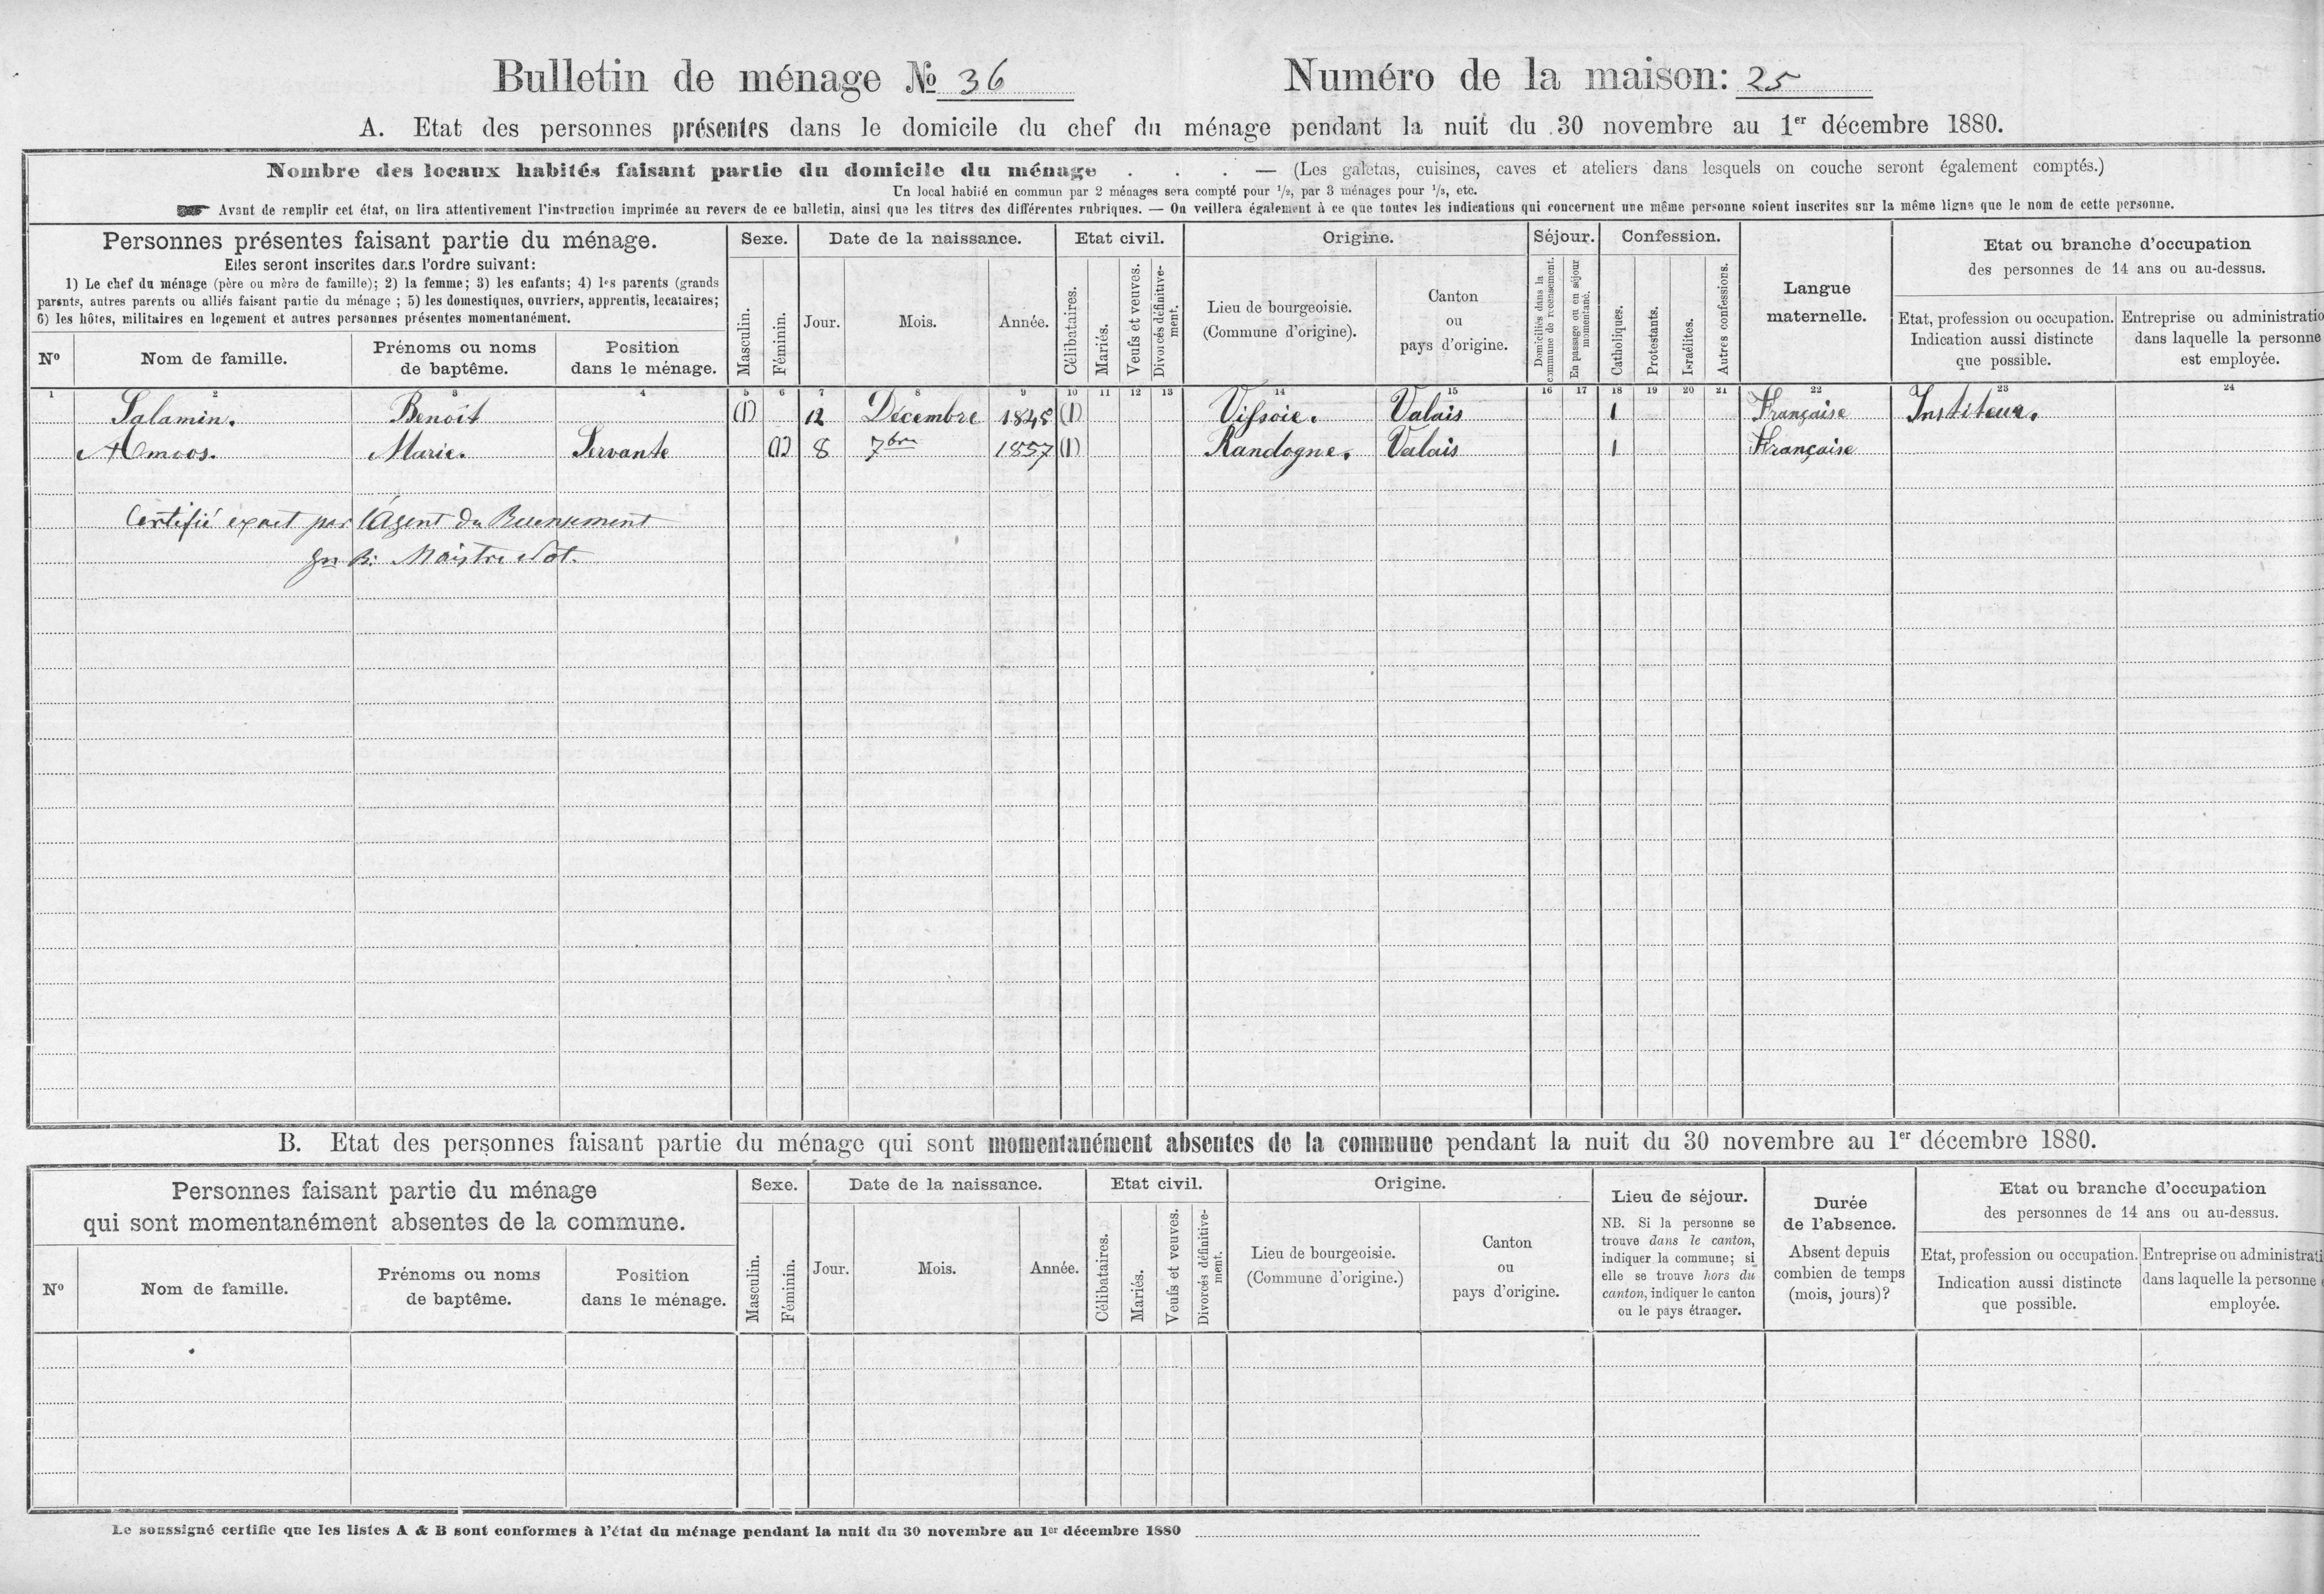 Bulletin de ménage № 36
Numéro de la maison: 25
A. Etat des personnes présentes dans le domicile du chef du ménage pendant la nuit du 30 novembre au 1er décembre 1880.
Nombre des locaux habités faisant partie du domicile du ménage . . . — (Les galetas, cuisines, caves et ateliers dans lesquels on couche seront également comptés.)
Un local habité en commun par 2 ménages sera compté pour 1/2, par 3 ménages pour 1/3, etc.
Avant de remplir cet état, on lira attentivement l'instruction imprimée au revers de ce bulletin, ainsi que les titres des différentes rubriques. — On veillera également à ce que toutes les indications qui concernent une même personne soient inscrites sur la même ligne que le nom de cette personne.
Personnes présentes faisant partie du ménage.
Elles seront inscrites dans l'ordre suivant:
1) Le chef du ménage (père ou mère de famille); 2) la femme; 3) les enfants; 4) les parents (grands
parents, autres parents ou alliés faisant partie du ménage ; 5) les domestiques, ouvriers, apprentis, locataires;
6) les hôtes, militaires en logement et autres personnes présentes momentanément.
Nº
Nom de famille.
Prénoms ou noms
de baptême.
Position
dans le ménage.
Sexe.
Masculin.
Féminin.
Date de la naissance.
Jour.
Mois.
Année.
Etat civil.
Célibataires.
Mariés.
Veufs et veuves.
Divorcés définitive-
ment.
Origine.
Lieu de bourgeoisie.
(Commune d'origine).
Canton
ou
pays d'origine.
Séjour.
Domiciliés dans la
commune de recensement.
En passage ou en séjour
momentané.
Confession.
Catholiques.
Protestants.
Israélites.
Autres confessions.
Langue
maternelle.
Etat ou branche d'occupation
des personnes de 14 ans ou au-dessus.
Etat, profession ou occupation.
Indication aussi distincte
que possible.
Entreprise ou administratio
dans laquelle la personne
est employée.
1 2 3 4 5 6 7 8 9 10 11 12 13 14 15 16 17 18 19 20 21 22 23 24
Salamin. Benoit (1) 12 Décembre 1848 (1) Vissoie. Valais 1 Française Instituteur.
Amoos. Marie. Servante (1) 8 7bre 1857 (1) Randogne. Valais 1 Française
Certifié exact par l'Agent du Recensement
B: Maistre Not.
B. Etat des personnes faisant partie du ménage qui sont momentanément absentes de la commune pendant la nuit du 30 novembre au 1er décembre 1880.
Personnes faisant partie du ménage
qui sont momentanément absentes de la commune.
Nº
Nom de famille.
Prénoms ou noms
de baptême.
Position
dans le ménage.
Sexe.
Masculin.
Féminin.
Date de la naissance.
Jour.
Mois.
Année.
Etat civil.
Célibataires.
Mariés.
Veufs et veuves.
Divorcés définitive-
ment.
Origine.
Lieu de bourgeoisie.
(Commune d'origine.)
Canton
ou
pays d'origine.
Lieu de séjour.
NB. Si la personne se
trouve dans le canton,
indiquer la commune; si
elle se trouve hors du
canton, indiquer le canton
ou le pays étranger.
Durée
de l'absence.
Absent depuis
combien de temps
(mois, jours)?
Etat ou branche d'occupation
des personnes de 14 ans ou au-dessus.
Etat, profession ou occupation.
Indication aussi distincte
que possible.
Entreprise ou administrati
dans laquelle la personne
employée.
Le soussigné certifie que les listes A & B sont conformes à l'état du ménage pendant la nuit du 30 novembre au 1er décembre 1880